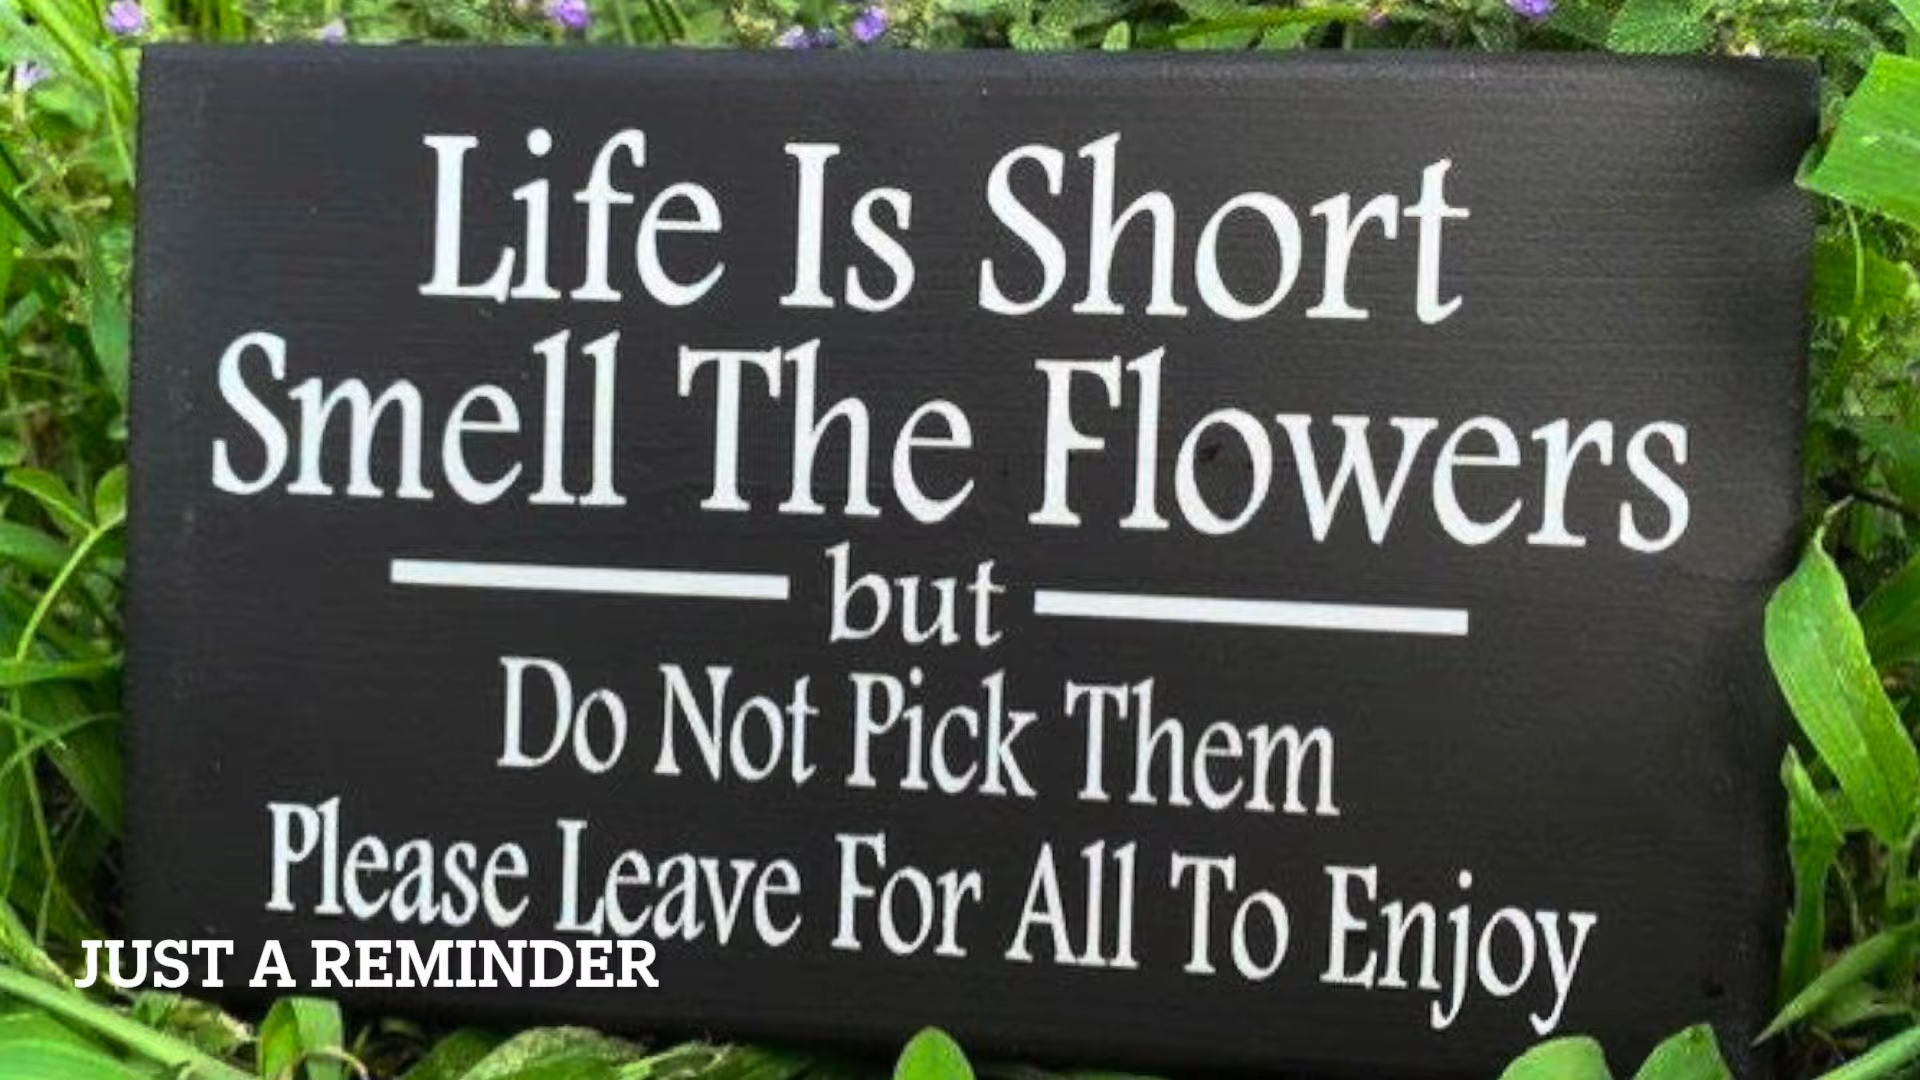 Life Is Short
Smell The Flowers
but
Do Not Pick Them
Please Leave For All To Enjoy
JUST A REMINDER